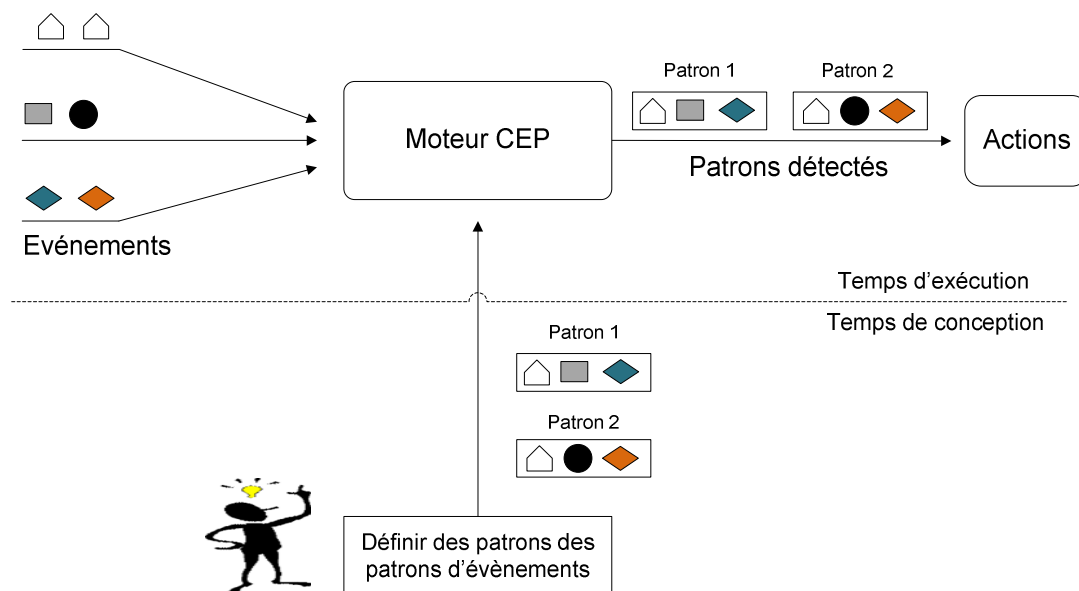 Patron 1
Patron 2
Moteur CEP
Actions
Patrons détectés
Evénements
Temps d'exécution
Temps de conception
Patron 1
Patron 2
Définir des patrons des
patrons d'évènements